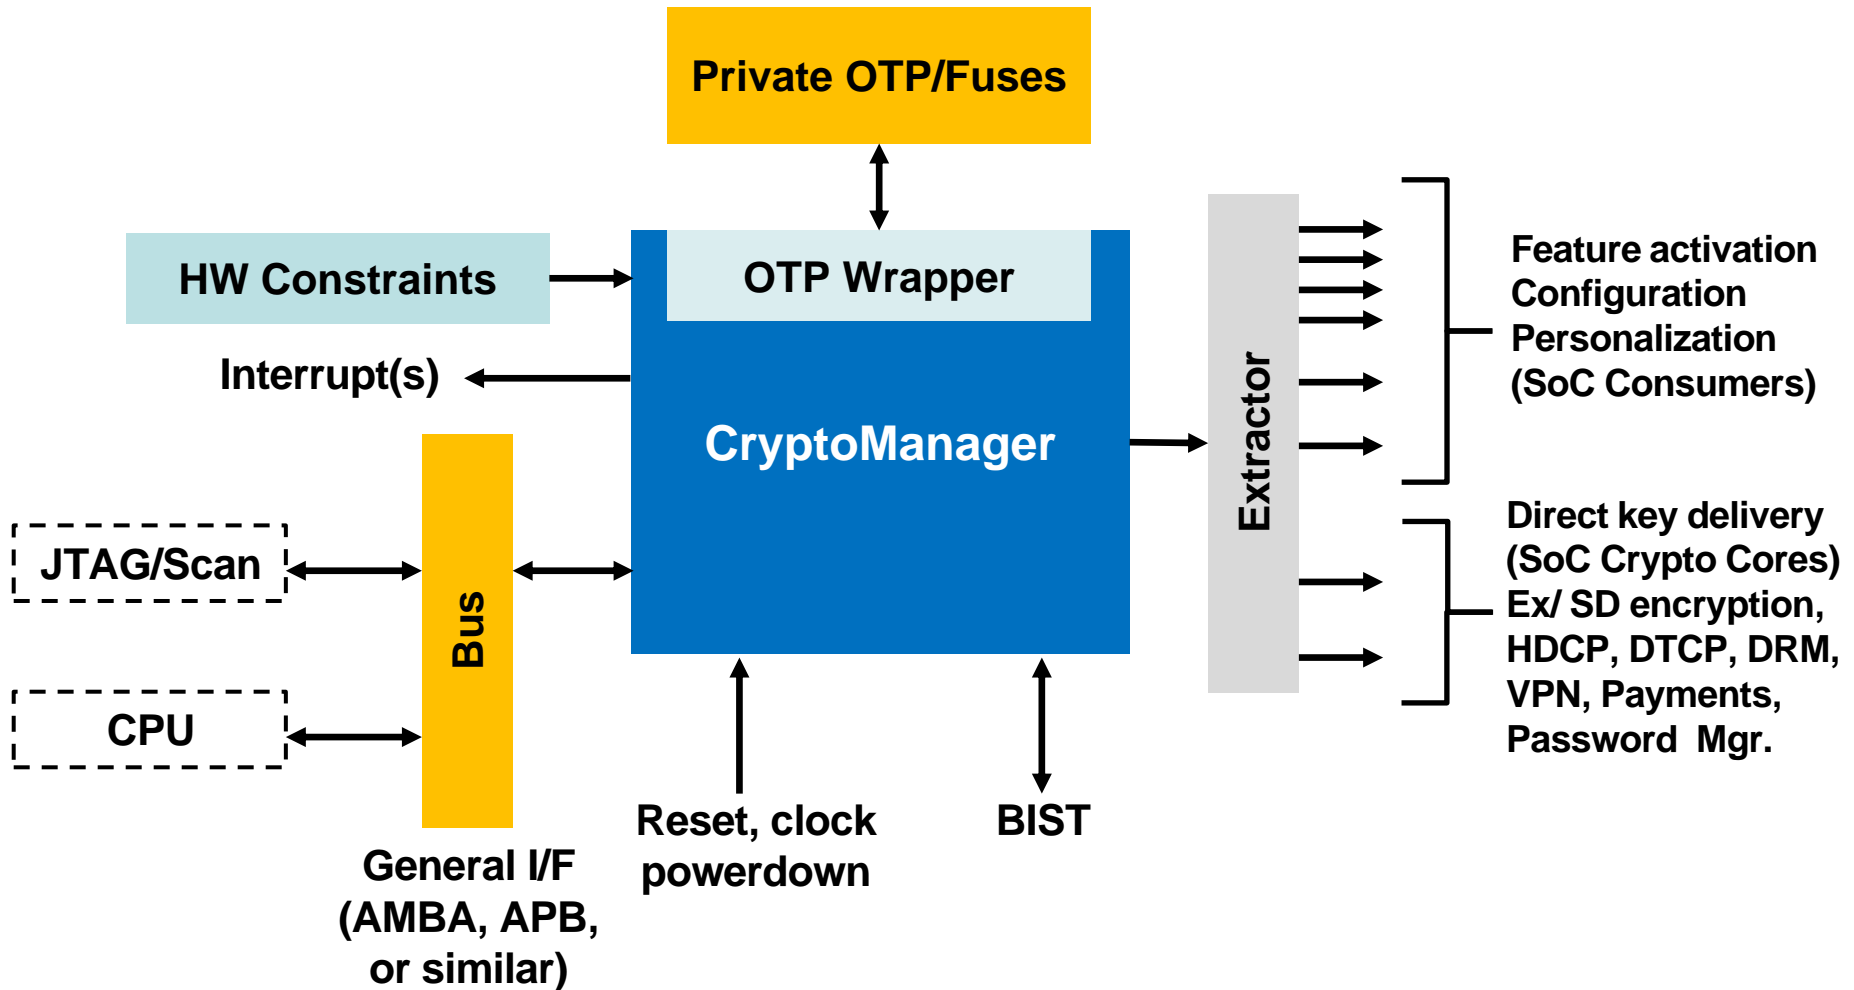 Private OTP/Fuses
HW Constraints
OTP Wrapper
Interrupt(s)
CryptoManager
JTAG/Scan
CPU
Bus
General I/F
(AMBA, APB,
or similar)
Reset, clock
powerdown
BIST
Extractor
Feature activation
Configuration
Personalization
(SoC Consumers)
Direct key delivery
(SoC Crypto Cores)
Ex/ SD encryption,
HDCP, DTCP, DRM,
VPN, Payments,
Password Mgr.